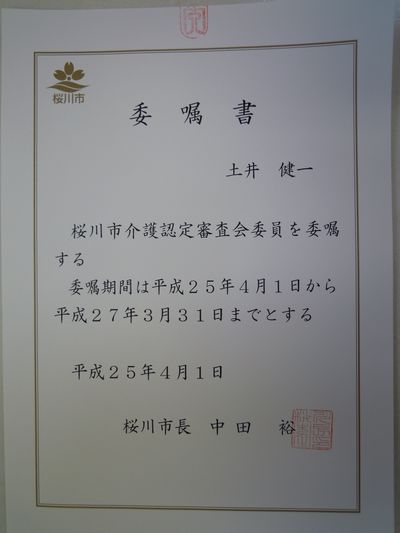 桜川市
委嘱書
土井 健一
桜川市介護認定審査会委員を委嘱
する
委嘱期間は平成２５年４月１日から
平成２７年３月３１日までとする
平成２５年４月１日
桜川市長 中田 裕